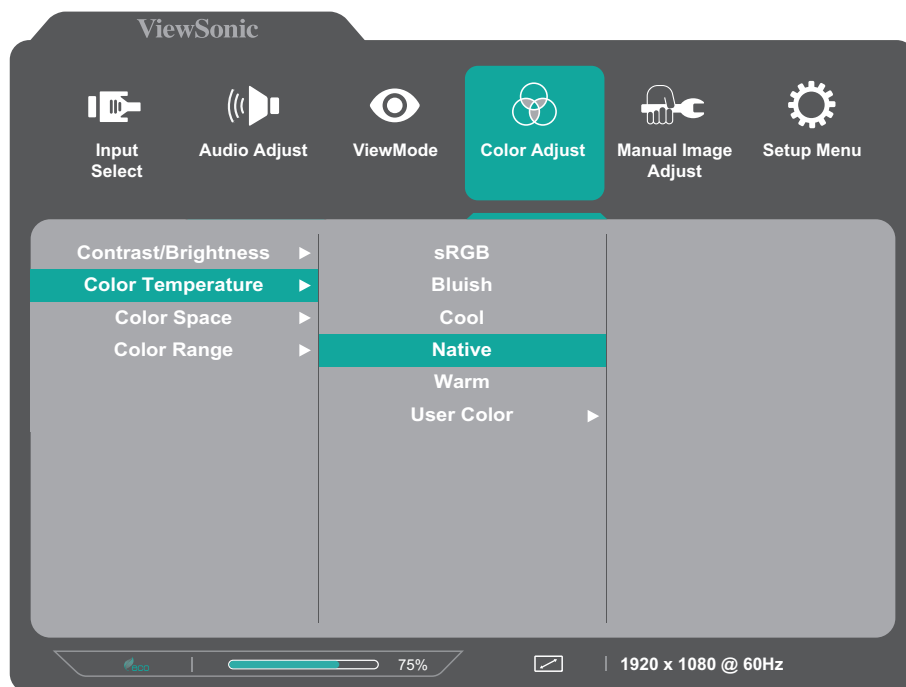 ViewSonic
Input Select
Audio Adjust
ViewMode
Color Adjust
Manual Image Adjust
Setup Menu
Contrast/Brightness
Color Temperature
Color Space
Color Range
sRGB
Bluish
Cool
Native
Warm
User Color
eco
75%
1920 x 1080 @ 60Hz